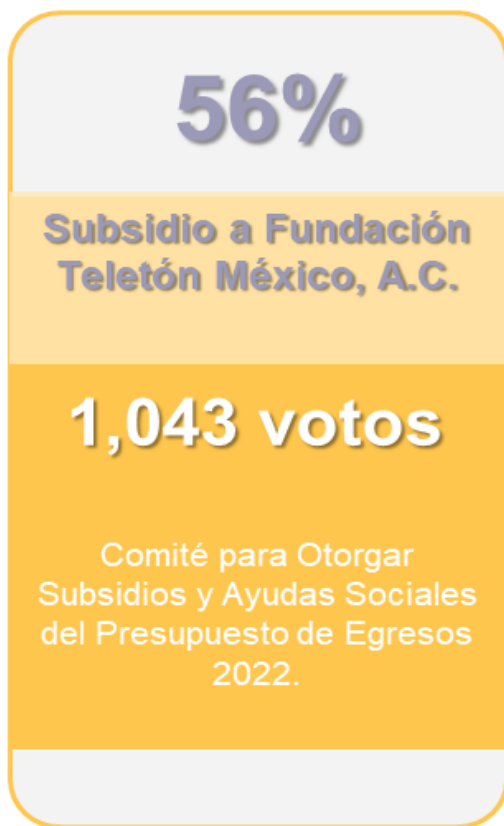 56%
Subsidio a Fundación
Teletón México, A.C.
1,043 votos
Comité para Otorgar
Subsidios y Ayudas Sociales
del Presupuesto de Egresos
2022.